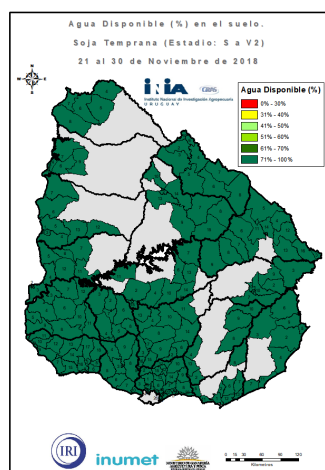 Agua Disponible (%) en el suelo.
Soja Temprana (Estadio: S a V2)
21 al 30 de Noviembre de 2018
INIA
Instituto Nacional de Investigación Agropecuaria
URUGUAY
Agua Disponible (%)
0% - 30%
31% - 40%
41% - 50%
51% - 60%
61% - 70%
71% - 100%
IRI
inumet
Kilometers